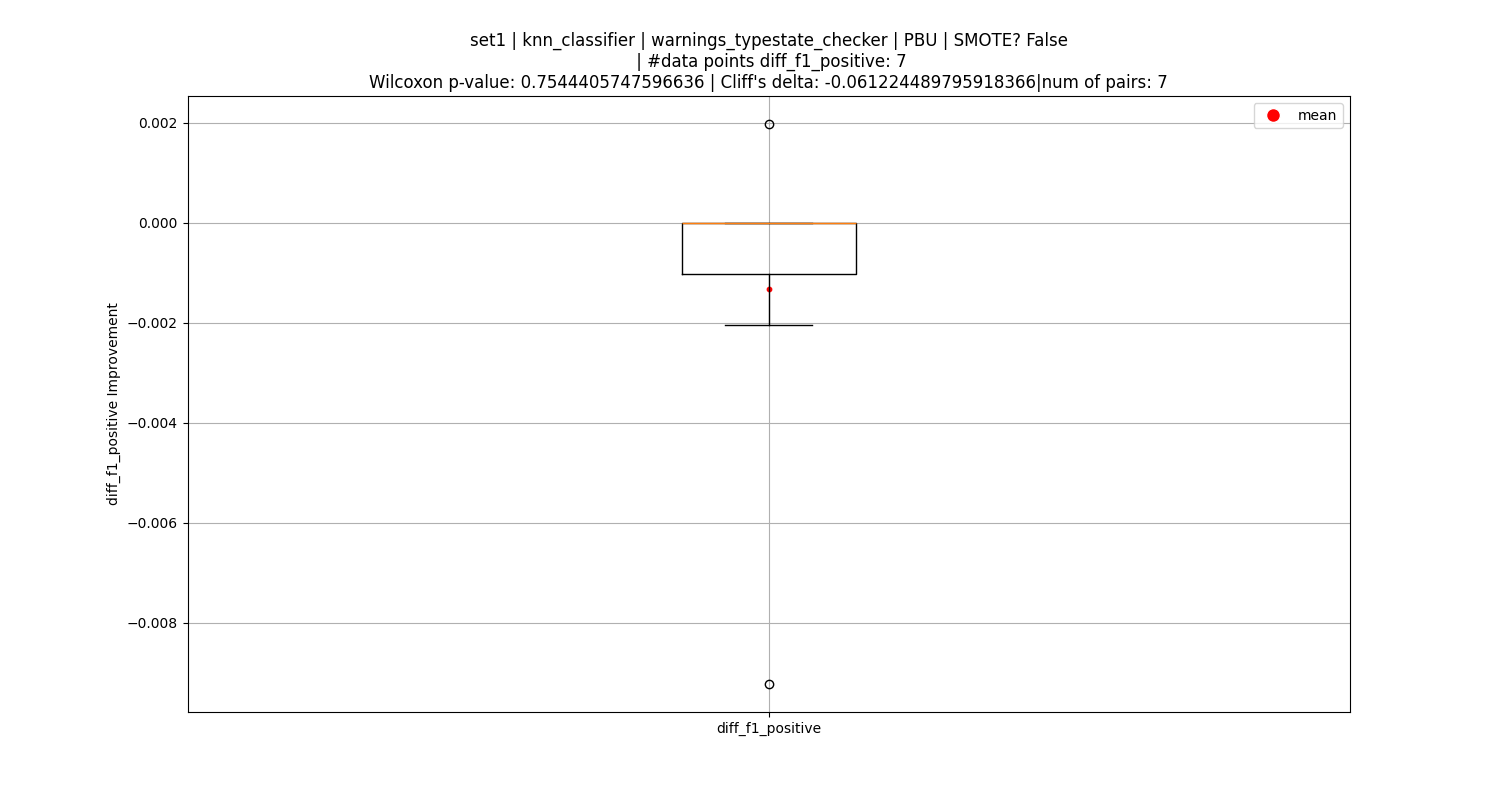 set1 | knn_classifier | warnings_typestate_checker | PBU | SMOTE? False
| #data points diff_f1_positive: 7
Wilcoxon p-value: 0.7544405747596636 | Cliff's delta: -0.061224489795918366|num of pairs: 7
mean
0.002
0.000
−0.002
−0.004
−0.006
−0.008
diff_f1_positive Improvement
diff_f1_positive